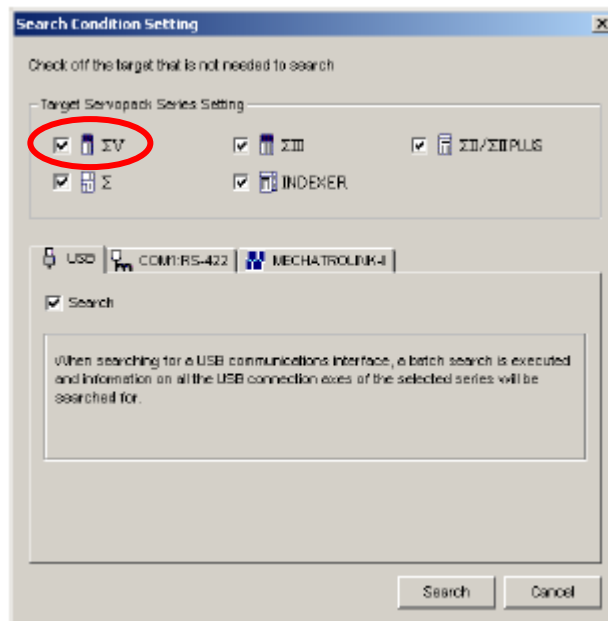 Search Condition Setting
Check off the target that is not needed to search
Target Servopack Series Setting
ΣV ΣIII ΣII/ΣIIPLUS
Σ INDEXER
USB COM1:RS-422 MECHATROLINK-I
Search
When searching for a USB communications interface, a batch search is executed
and information on all the USB connection axes of the selected series will be
searched for.
Search Cancel